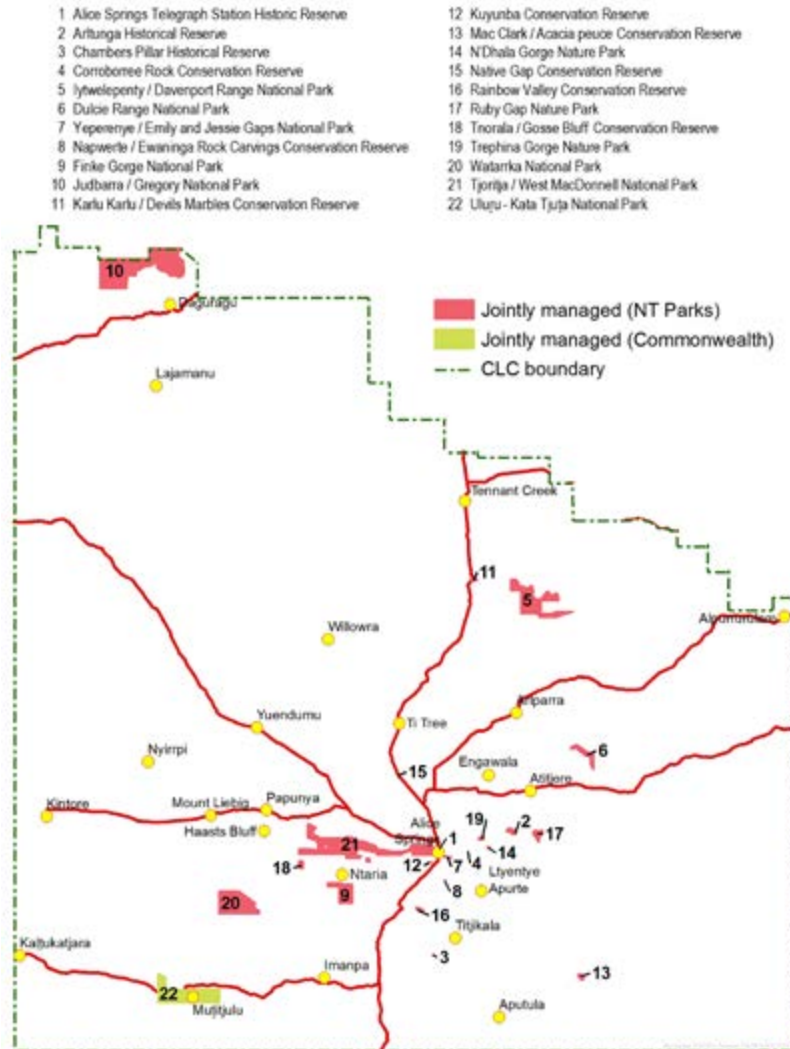 1 Alice Springs Telegraph Station Historic Reserve
2 Arltunga Historical Reserve
3 Chambers Pillar Historical Reserve
4 Corroborree Rock Conservation Reserve
5 Iytwelepenty / Davenport Range National Park
6 Dulcie Range National Park
7 Yeperenye / Emily and Jessie Gaps National Park
8 Napwerte / Ewaninga Rock Carvings Conservation Reserve
9 Finke Gorge National Park
10 Judbarra / Gregory National Park
11 Karlu Karlu / Devils Marbles Conservation Reserve
12 Kuyunba Conservation Reserve
13 Mac Clark / Acacia peuce Conservation Reserve
14 N'Dhala Gorge Nature Park
15 Native Gap Conservation Reserve
16 Rainbow Valley Conservation Reserve
17 Ruby Gap Nature Park
18 Tnorala / Gosse Bluff Conservation Reserve
19 Trephina Gorge Nature Park
20 Watarrka National Park
21 Tjoritja / West MacDonnell National Park
22 Uluṟu - Kata Tjuṯa National Park
10
Daguragu
Jointly managed (NT Parks)
Jointly managed (Commonwealth)
CLC boundary
Lajamanu
Tennant Creek
11
5
Alpurrurulam
Willowra
Ariparra
Yuendumu
Ti Tree
6
Nyirrpi
15
Engawala
Atitjere
Kintore
Mount Liebig
Papunya
Haasts Bluff
Alice
Springs
19
2
17
21
1
14
18
12
7
4
Ltyentye
Apurte
Ntaria
8
20
9
16
Titjikala
Kaltukatjara
3
Imanpa
13
22
Muṯitjulu
Aputula